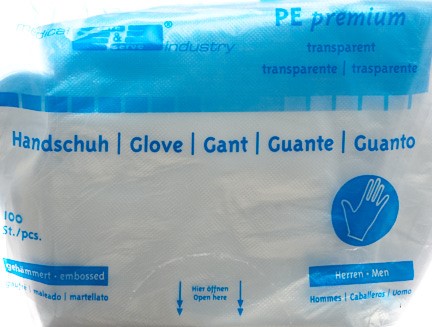 PE premium
medical & ®
industry
transparent
transparente | trasparente
Handschuh | Glove | Gant | Guante | Guanto
100
St./pcs.
gehämmert · embossed
maleado | martellato
Hier öffnen
Open here
Herren · Men
Hommes | Caballeros | Uomo